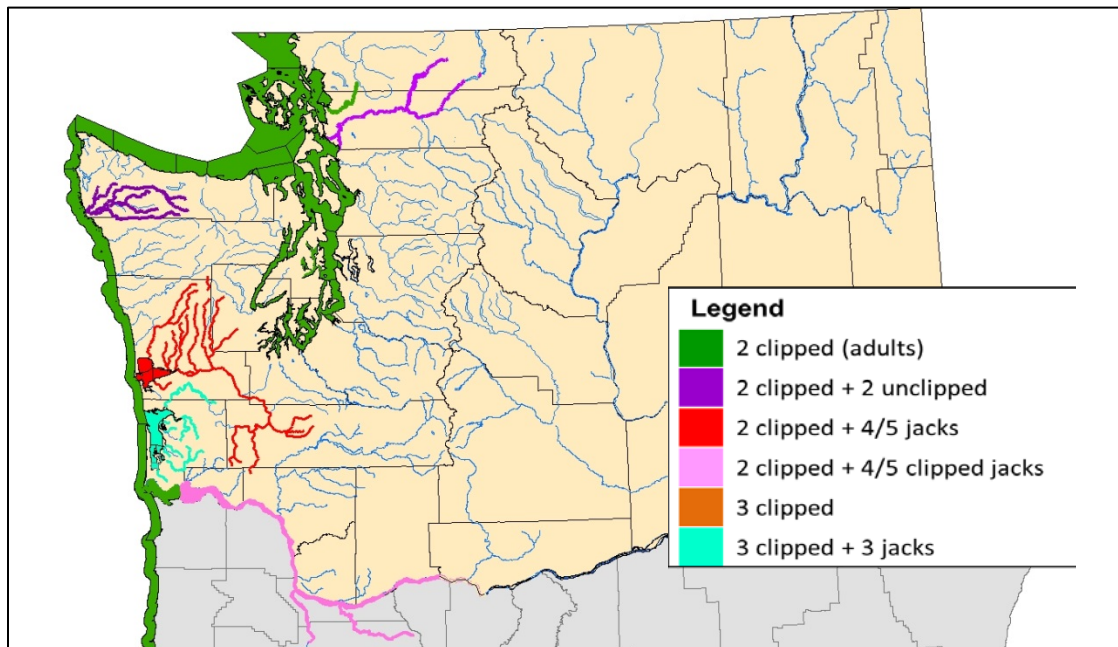 Legend
2 clipped (adults)
2 clipped + 2 unclipped
2 clipped + 4/5 jacks
2 clipped + 4/5 clipped jacks
3 clipped
3 clipped + 3 jacks